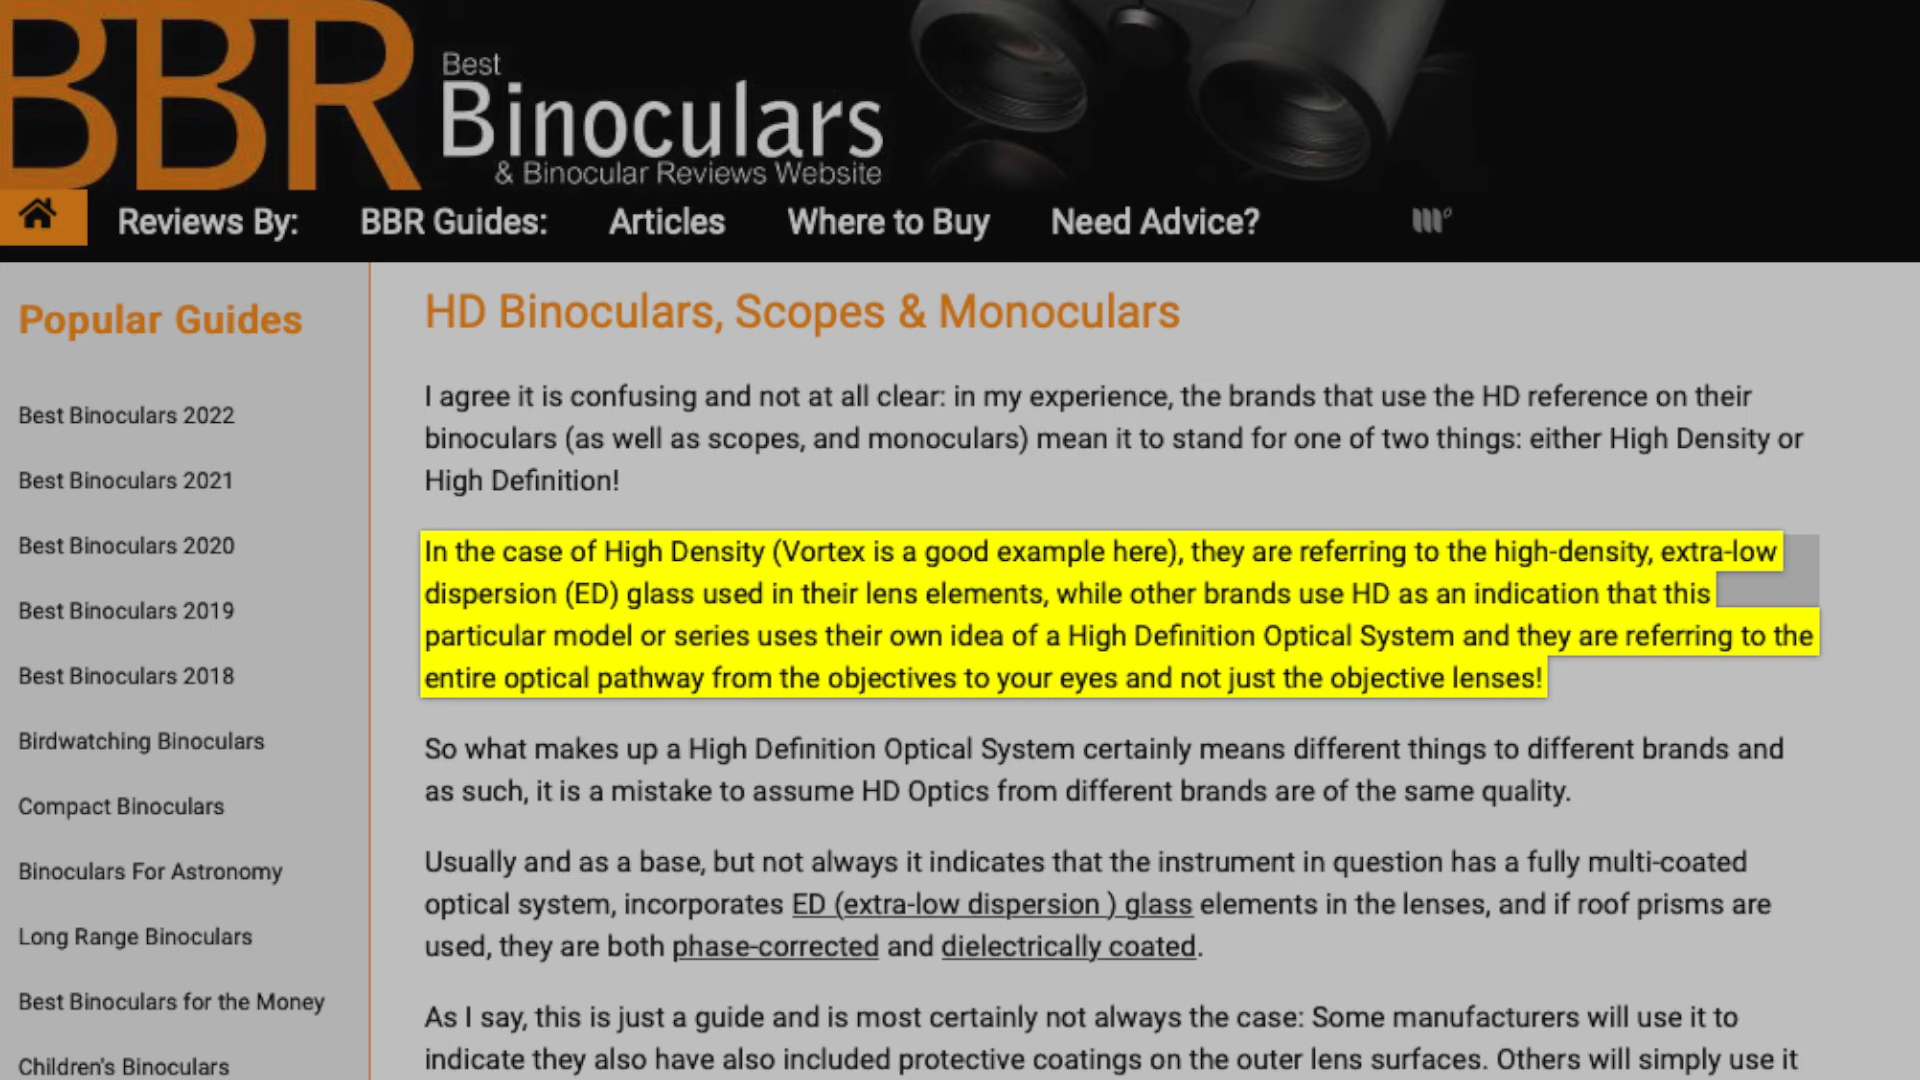 BBR
Best
Binoculars
& Binocular Reviews Website
Reviews By: BBR Guides: Articles Where to Buy Need Advice?
Popular Guides
Best Binoculars 2022
Best Binoculars 2021
Best Binoculars 2020
Best Binoculars 2019
Best Binoculars 2018
Birdwatching Binoculars
Compact Binoculars
Binoculars For Astronomy
Long Range Binoculars
Best Binoculars for the Money
Children's Binoculars
HD Binoculars, Scopes & Monoculars
I agree it is confusing and not at all clear: in my experience, the brands that use the HD reference on their
binoculars (as well as scopes, and monoculars) mean it to stand for one of two things: either High Density or
High Definition!
In the case of High Density (Vortex is a good example here), they are referring to the high-density, extra-low
dispersion (ED) glass used in their lens elements, while other brands use HD as an indication that this
particular model or series uses their own idea of a High Definition Optical System and they are referring to the
entire optical pathway from the objectives to your eyes and not just the objective lenses!
So what makes up a High Definition Optical System certainly means different things to different brands and
as such, it is a mistake to assume HD Optics from different brands are of the same quality.
Usually and as a base, but not always it indicates that the instrument in question has a fully multi-coated
optical system, incorporates ED (extra-low dispersion ) glass elements in the lenses, and if roof prisms are
used, they are both phase-corrected and dielectrically coated.
As I say, this is just a guide and is most certainly not always the case: Some manufacturers will use it to
indicate they also have also included protective coatings on the outer lens surfaces. Others will simply use it